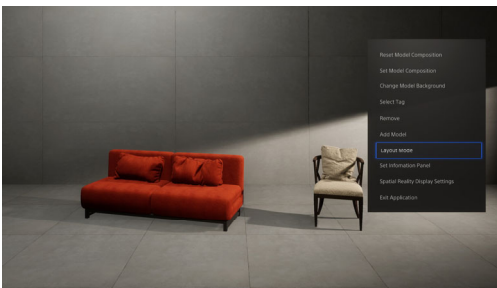 Reset Model Composition
Set Model Composition
Change Model Background
Select Tag
Remove
Add Model
Layout Mode
Set Infomation Panel
Spatial Reality Display Settings
Exit Application